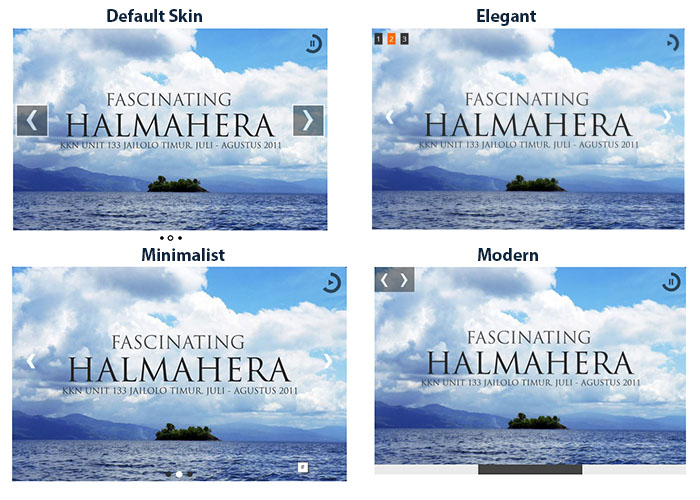 Default Skin
FASCINATING
HALMAHERA
KKN UNIT 133 JAILOLO TIMUR. JULI - AGUSTUS 2011
Elegant
1 2 3
FASCINATING
HALMAHERA
KKN UNIT 133 JAILOLO TIMUR. JULI - AGUSTUS 2011
Minimalist
FASCINATING
HALMAHERA
KKN UNIT 133 JAILOLO TIMUR. JULI - AGUSTUS 2011
Modern
FASCINATING
HALMAHERA
KKN UNIT 133 JAILOLO TIMUR. JULI - AGUSTUS 2011